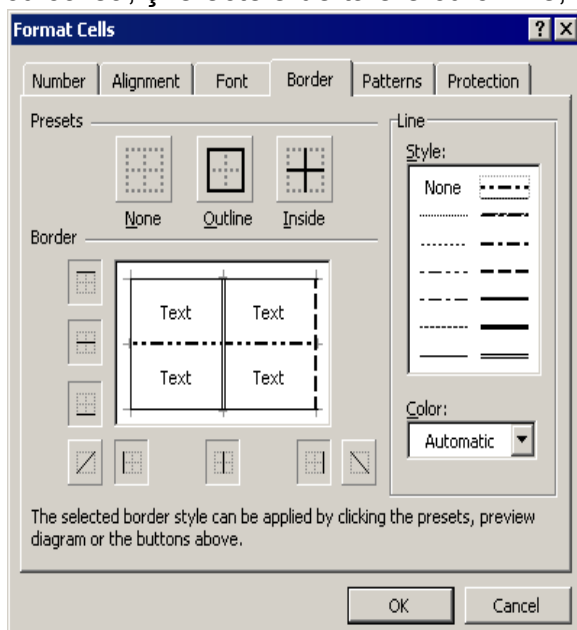 Format Cells
Number Alignment Font Border Patterns Protection
Presets
Line
Style:
None
None Outline Inside
Border
Text Text
Text Text
Color:
Automatic
The selected border style can be applied by clicking the presets, preview
diagram or the buttons above.
OK Cancel